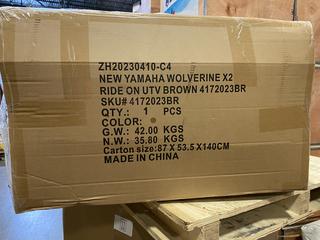 ZH20230410-C4
NEW YAMAHA WOLVERINE X2
RIDE ON UTV BROWN 4172023BR
SKU# 4172023BR
QTY.: 1 PCS
COLOR:
G.W.: 42.00 KGS
N.W.: 35.80 KGS
Carton size:87 X 53.5 X140CM
MADE IN CHINA